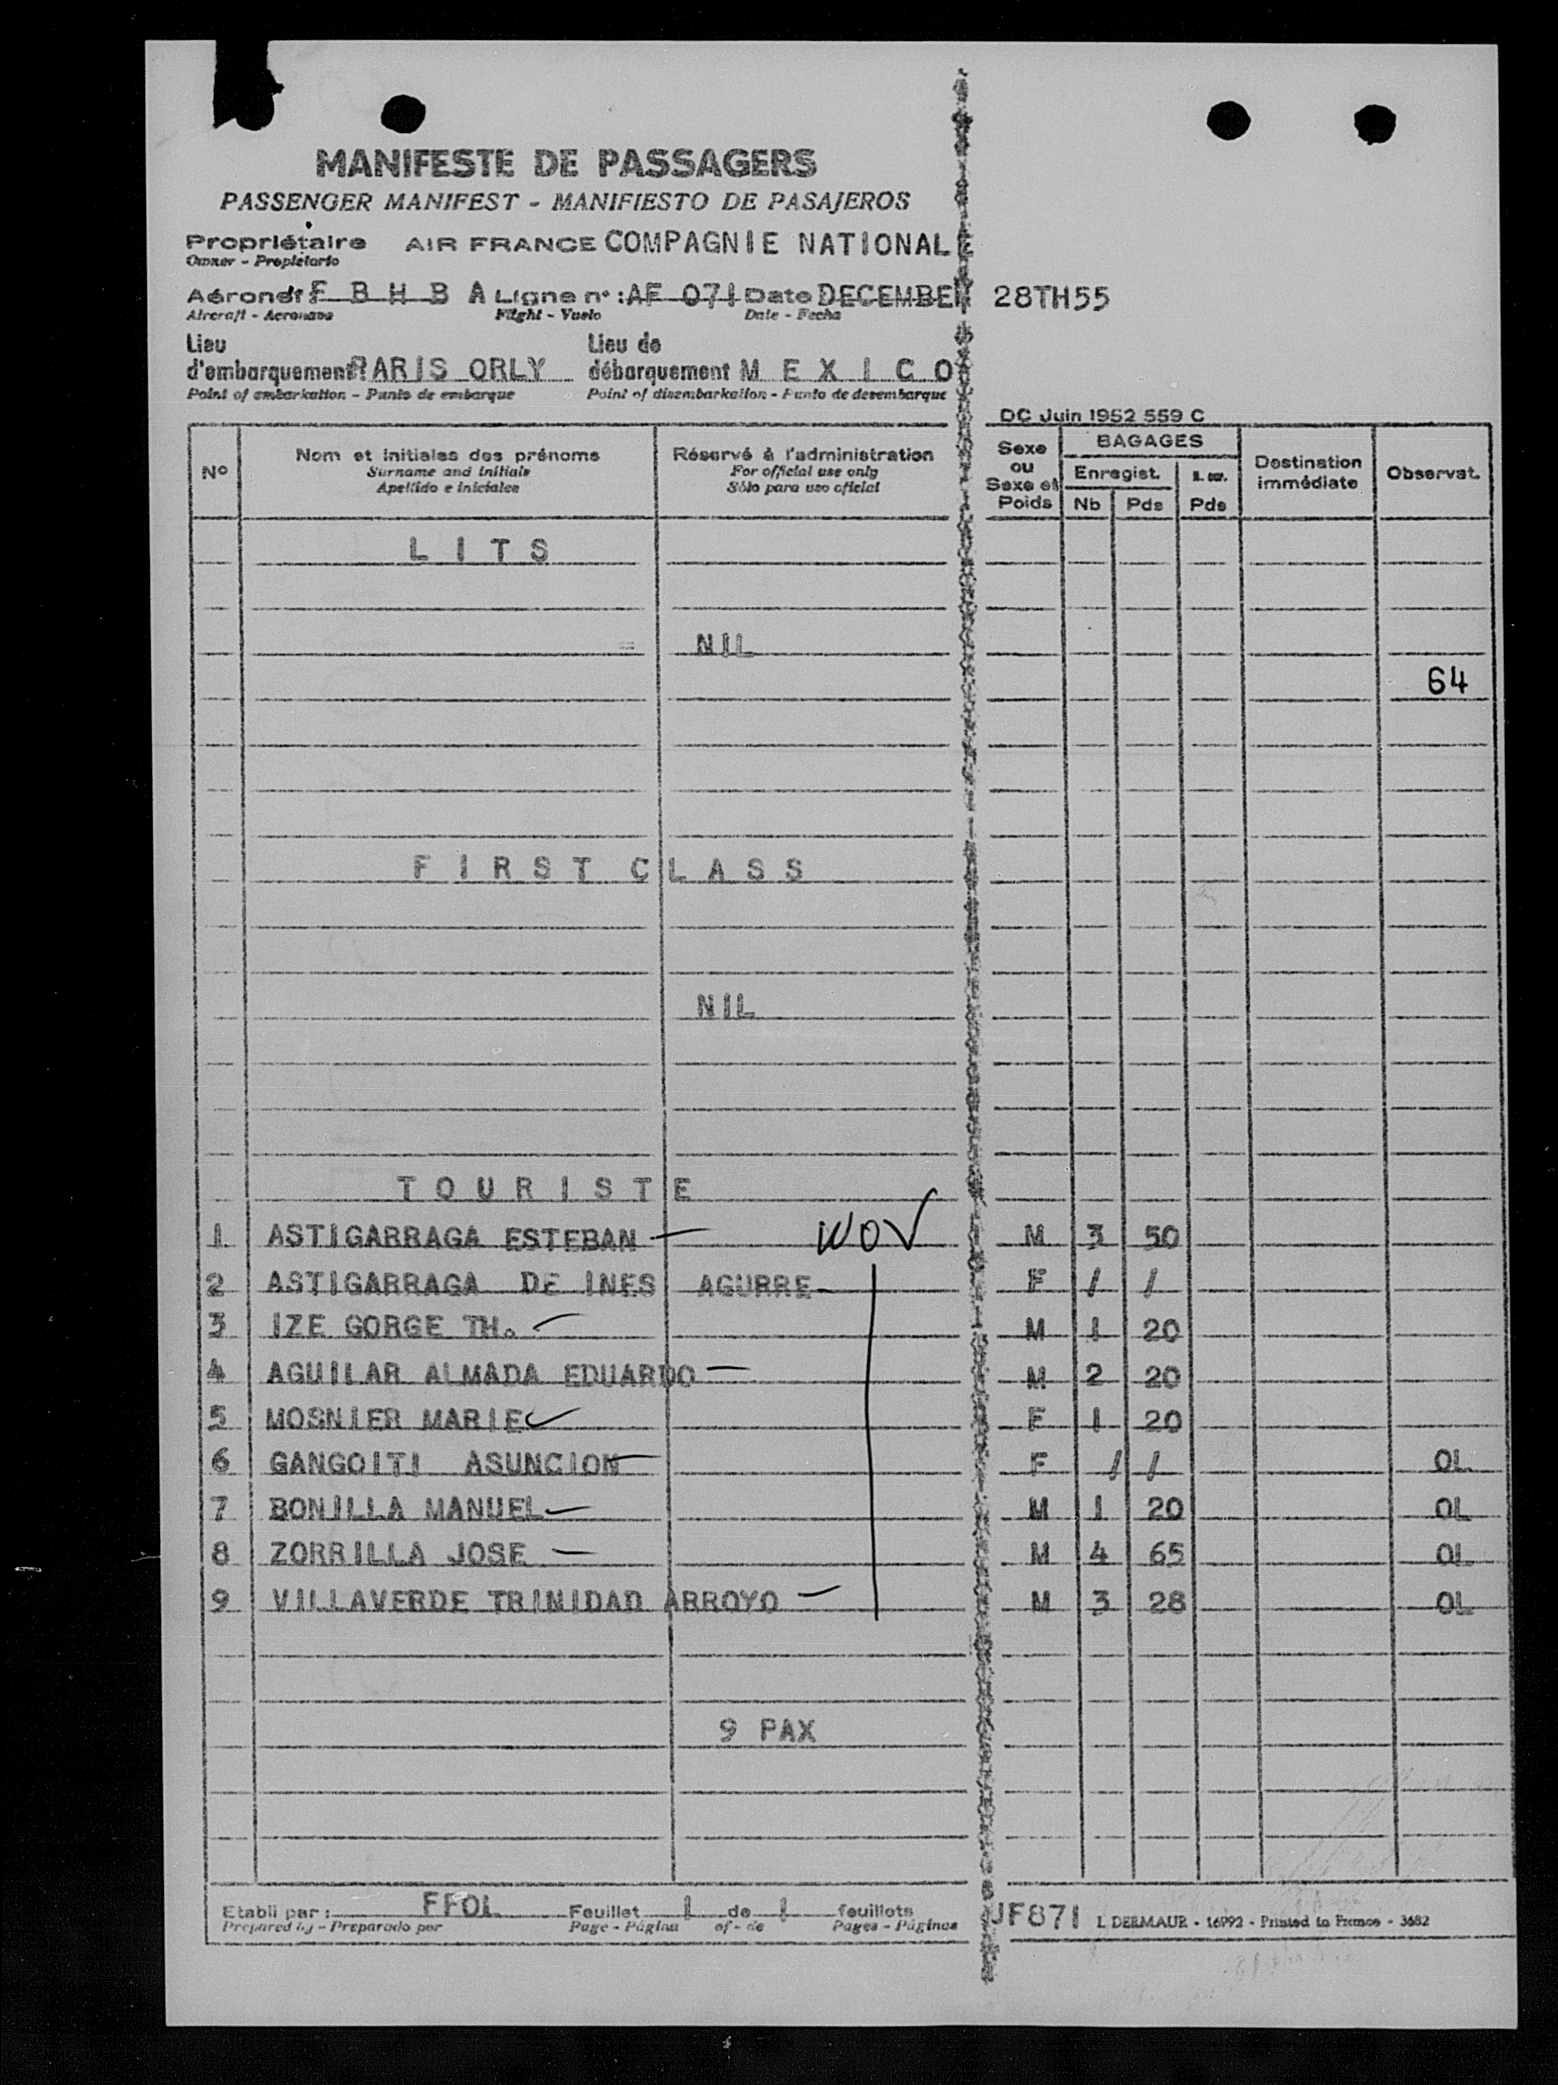 MANIFESTE DE PASSAGERS
PASSENGER MANIFEST - MANIFIESTO DE PASAJEROS
Propriétaire AIR FRANCE COMPAGNIE NATIONALE
Owner - Propietario
Aéronef F B H B A Ligne n° : AF 071 Date DECEMBER 28TH55
Aircraft - Aeronave Flight - Vuelo Date - Fecha
Lieu Lieu de
d'embarquement PARIS ORLY débarquement M E X I C O
Point of embarkation - Punto de embarque Point of disembarkation - Punto de desembarque
DC Juin 1952 559 C
N° Nom et initiales des prénoms Réservé à l'administration Sexe ou Sexe et Poids BAGAGES Destination immédiate Observat.
Surname and initials For official use only Enregist.
Apellido e iniciales Sólo para uso oficial Nb Pds Pds
L I T S
NIL
64
F I R S T C L A S S
NIL
T O U R I S T E
1 ASTIGARRAGA ESTEBAN WOV M 3 50
2 ASTIGARRAGA DE INES AGURRE F / /
3 IZE GORGE TH. M 1 20
4 AGUILAR ALMADA EDUARDO M 2 20
5 MOSNIER MARIE F 1 20
6 GANGOITI ASUNCION F / / OL
7 BONILLA MANUEL M 1 20 OL
8 ZORRILLA JOSE M 4 65 OL
9 VILLAVERDE TRINIDAD ARROYO M 3 28 OL
9 PAX
Etabli par : FFOL Feuillet 1 de 1 feuillets JF871 I. DERMAUR - 16992 - Printed in France - 3682
Prepared by - Preparado por Page - Página of - de Pages - Páginas